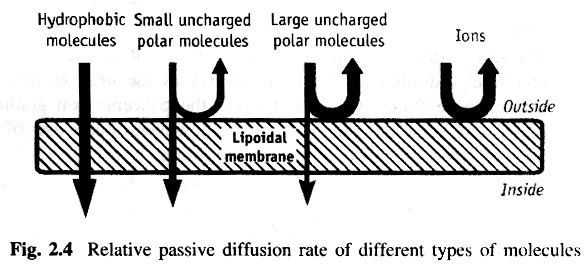 Hydrophobic molecules
Small uncharged polar molecules
Large uncharged polar molecules
Ions
Outside
Lipoidal membrane
Inside
Fig. 2.4 Relative passive diffusion rate of different types of molecules